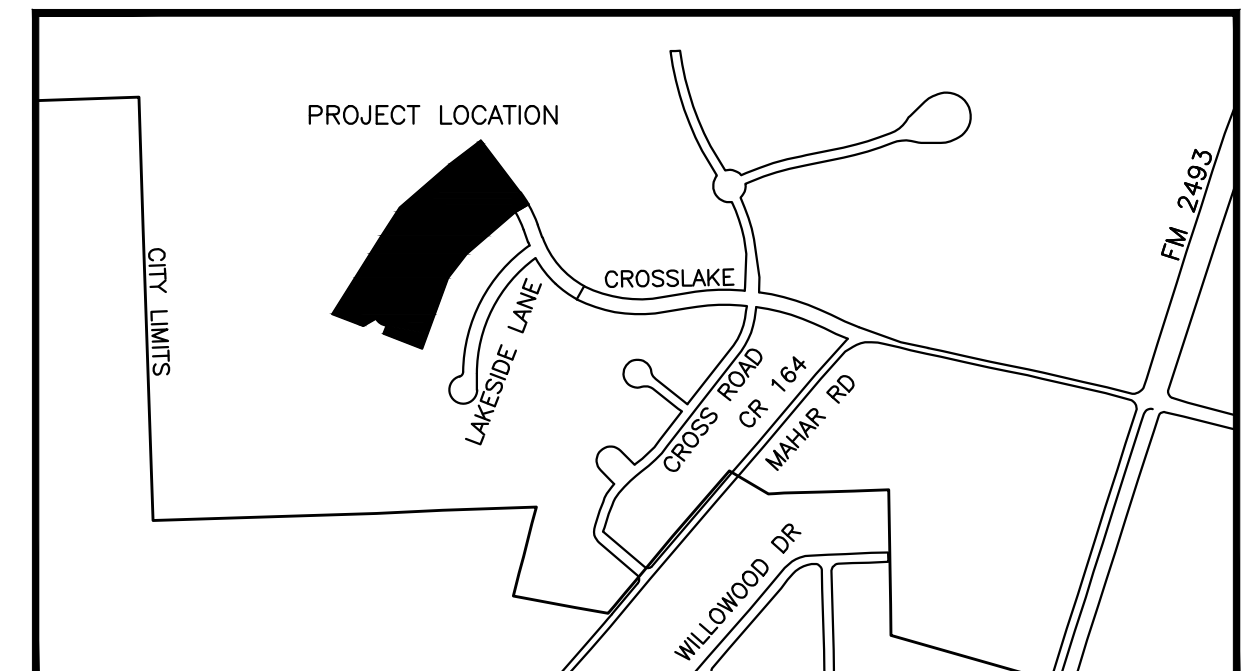 PROJECT LOCATION
FM 2493
CITY LIMITS
CROSSLAKE
LAKESIDE LANE
CROSS ROAD
CR 164
MAHAR RD
WILLOWOOD DR